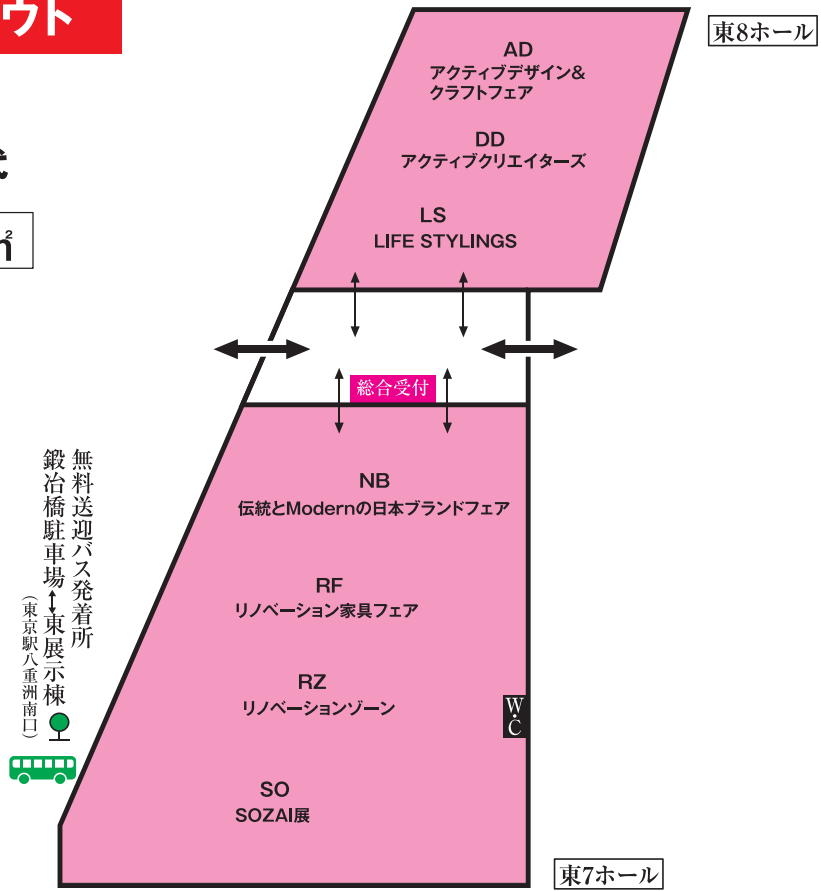 ウト
東8ホール
AD
アクティブデザイン&
クラフトフェア
DD
アクティブクリエイターズ
LS
LIFE STYLINGS
㎡
総合受付
NB
伝統とModernの日本ブランドフェア
RF
リノベーション家具フェア
RZ
リノベーションゾーン
SO
SOZAI展
W.C
無料送迎バス発着所
鍛冶橋駐車場↔東展示棟
(東京駅八重洲南口)
東7ホール